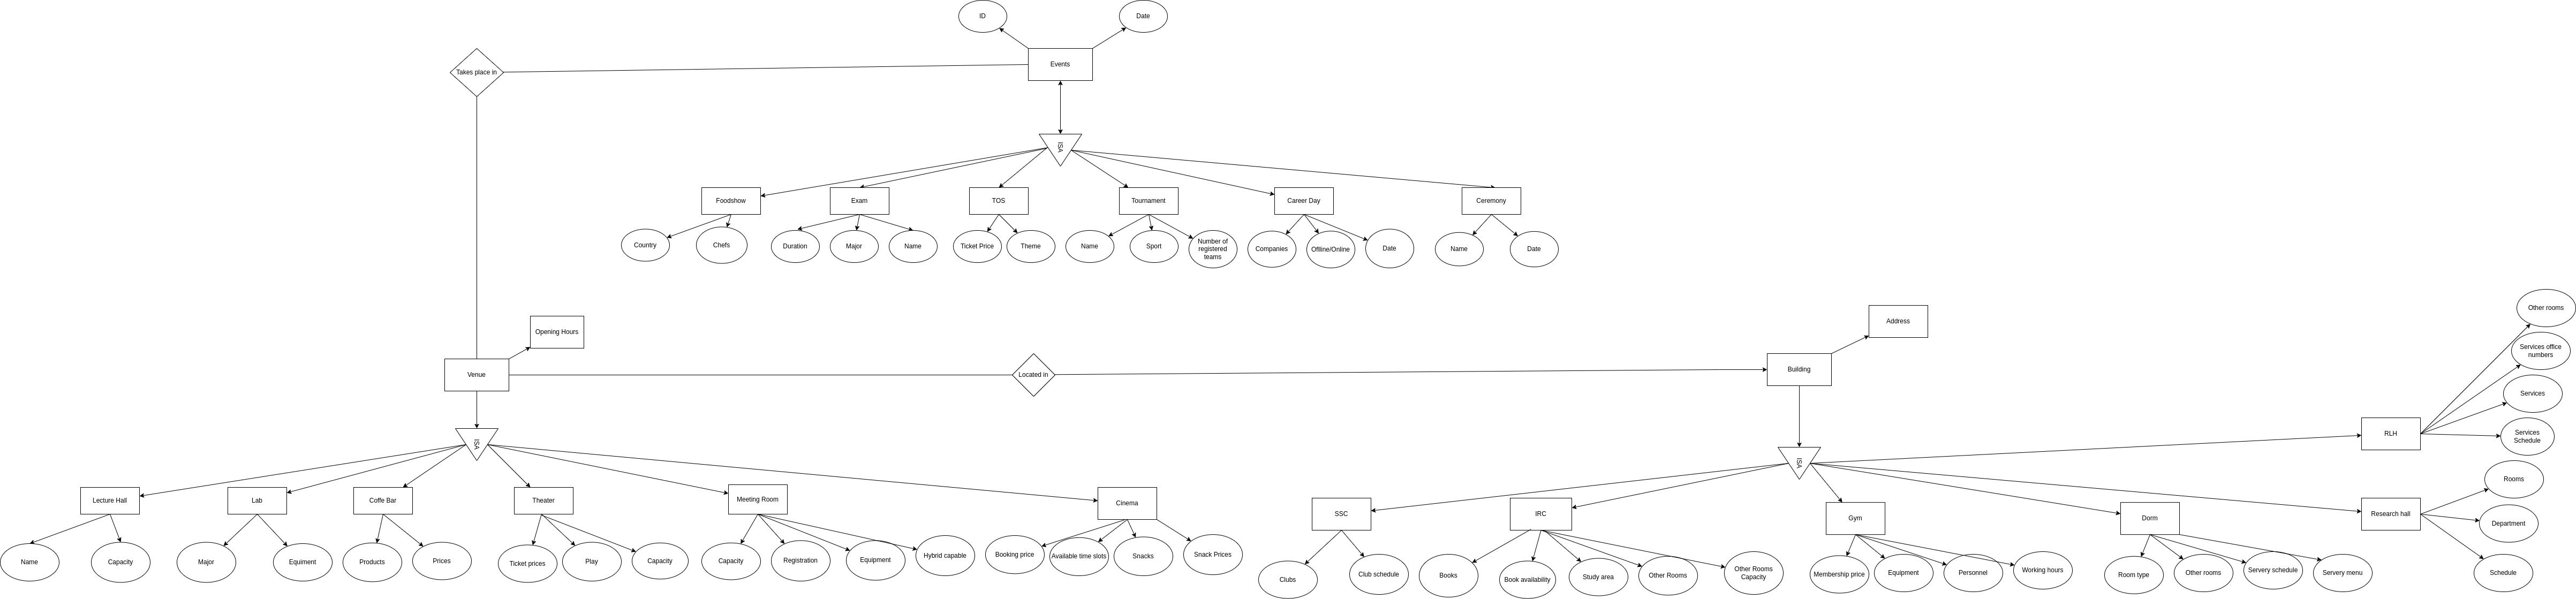 ID
Date
Takes place in
Events
ISA
Foodshow
Exam
TOS
Tournament
Career Day
Ceremony
Country
Chefs
Duration
Major
Name
Ticket Price
Theme
Name
Sport
Number of
registered
teams
Companies
Offline/Online
Date
Name
Date
Other rooms
Address
Opening Hours
Services office
numbers
Venue
Located in
Building
Services
RLH
Services
Schedule
ISA
ISA
Rooms
Lecture Hall
Lab
Coffe Bar
Theater
Meeting Room
Cinema
SSC
IRC
Gym
Dorm
Research hall
Department
Name
Capacity
Major
Equiment
Products
Prices
Ticket prices
Play
Capacity
Capacity
Registration
Equipment
Hybrid capable
Booking price
Available time slots
Snacks
Snack Prices
Clubs
Club schedule
Books
Book availability
Study area
Other Rooms
Other Rooms
Capacity
Membership price
Equipment
Personnel
Working hours
Room type
Other rooms
Servery schedule
Servery menu
Schedule